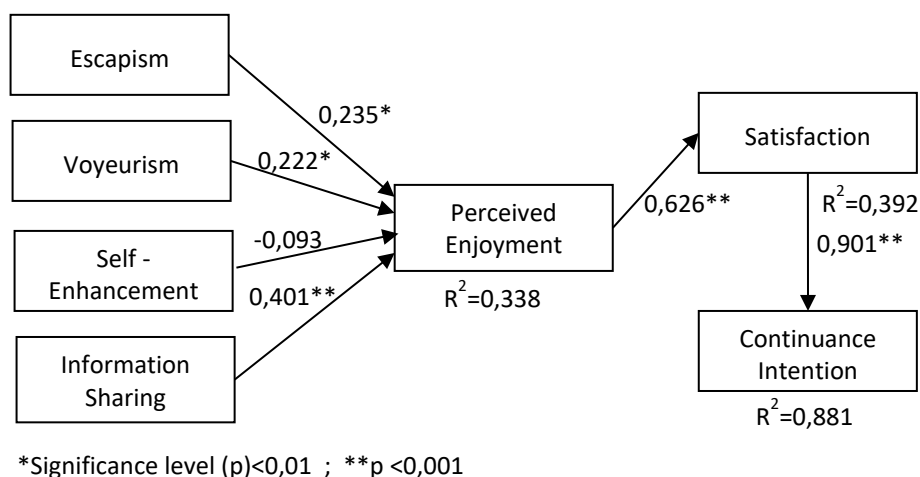 Escapism
0,235*
Voyeurism
0,222*
Self -
Enhancement
-0,093
0,401**
Information
Sharing
Perceived
Enjoyment
R²=0,338
0,626**
Satisfaction
R²=0,392
0,901**
Continuance
Intention
R²=0,881
*Significance level (p)<0,01 ; **p <0,001